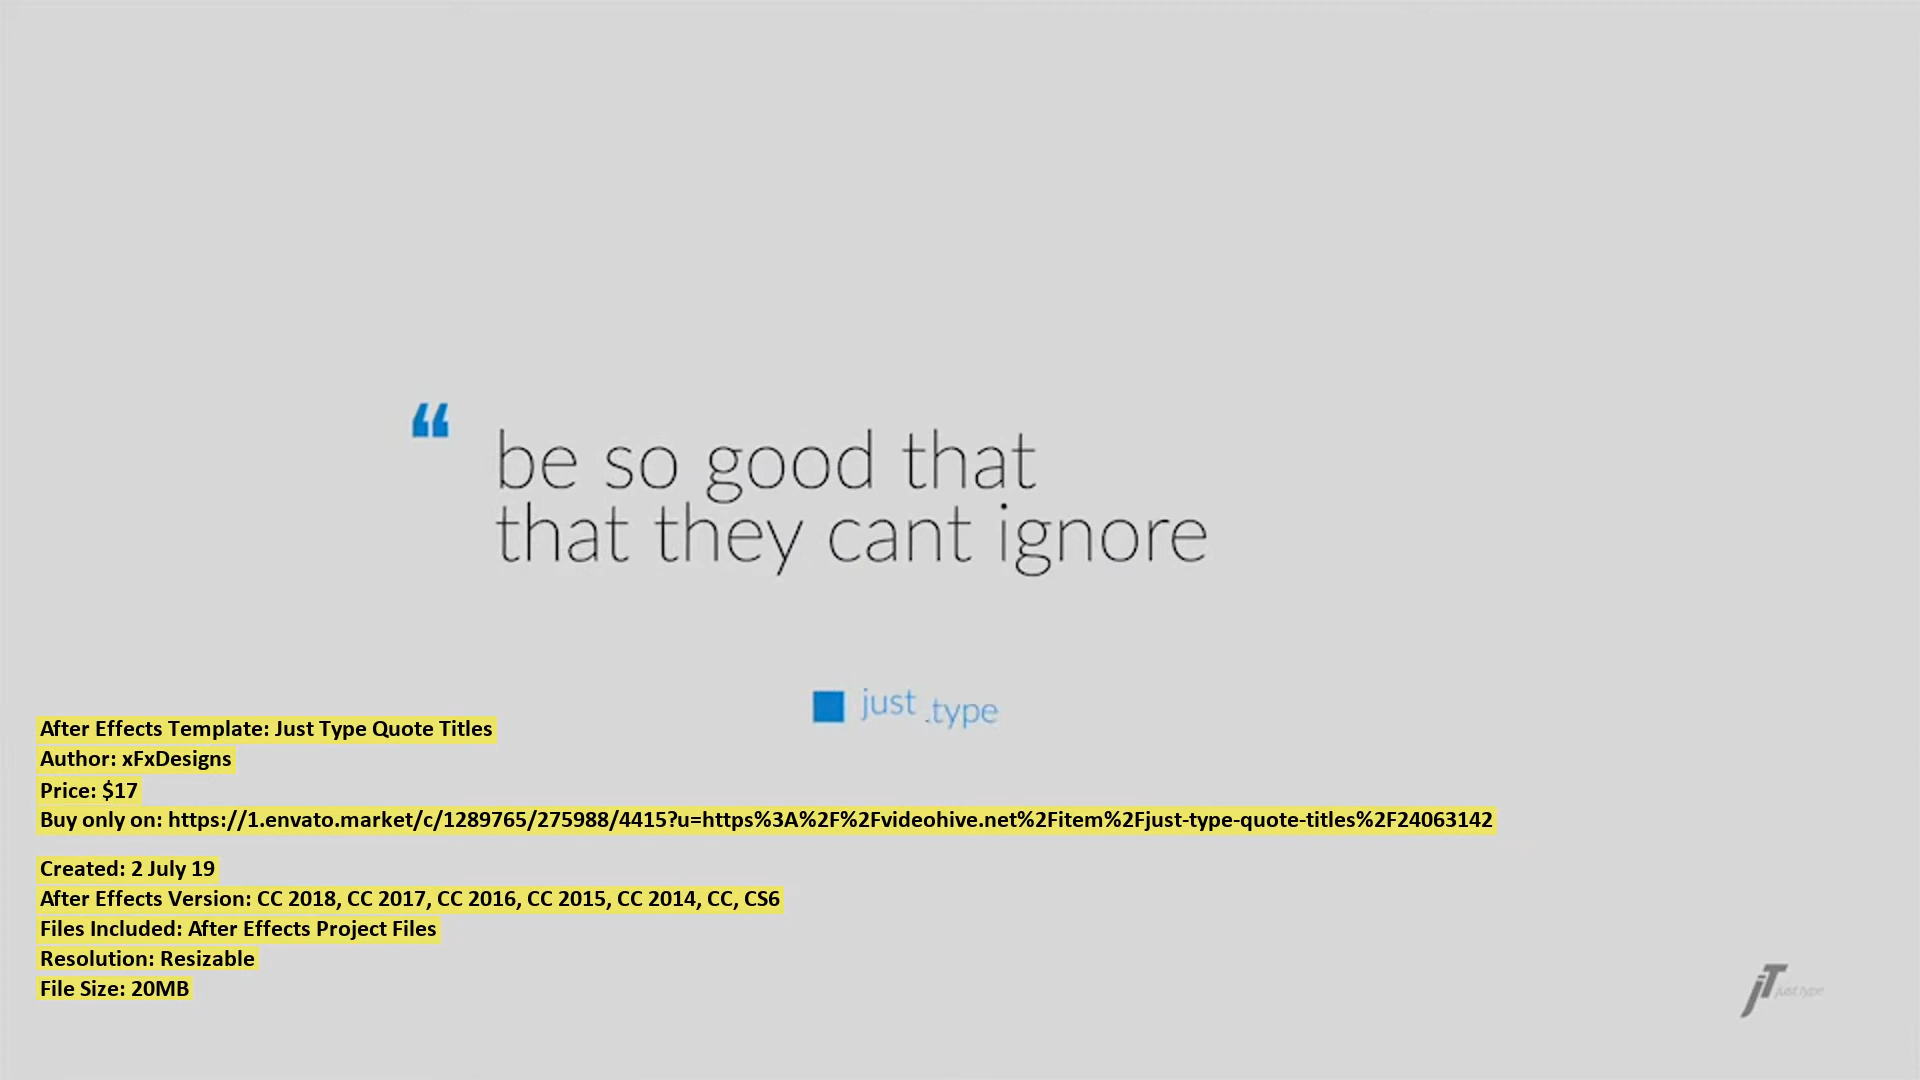 “
be so good that
that they cant ignore
just .type
After Effects Template: Just Type Quote Titles
Author: xFxDesigns
Price: $17
Buy only on: https://1.envato.market/c/1289765/275988/4415?u=https%3A%2F%2Fvideohive.net%2Fitem%2Fjust-type-quote-titles%2F24063142
Created: 2 July 19
After Effects Version: CC 2018, CC 2017, CC 2016, CC 2015, CC 2014, CC, CS6
Files Included: After Effects Project Files
Resolution: Resizable
File Size: 20MB
jT just type